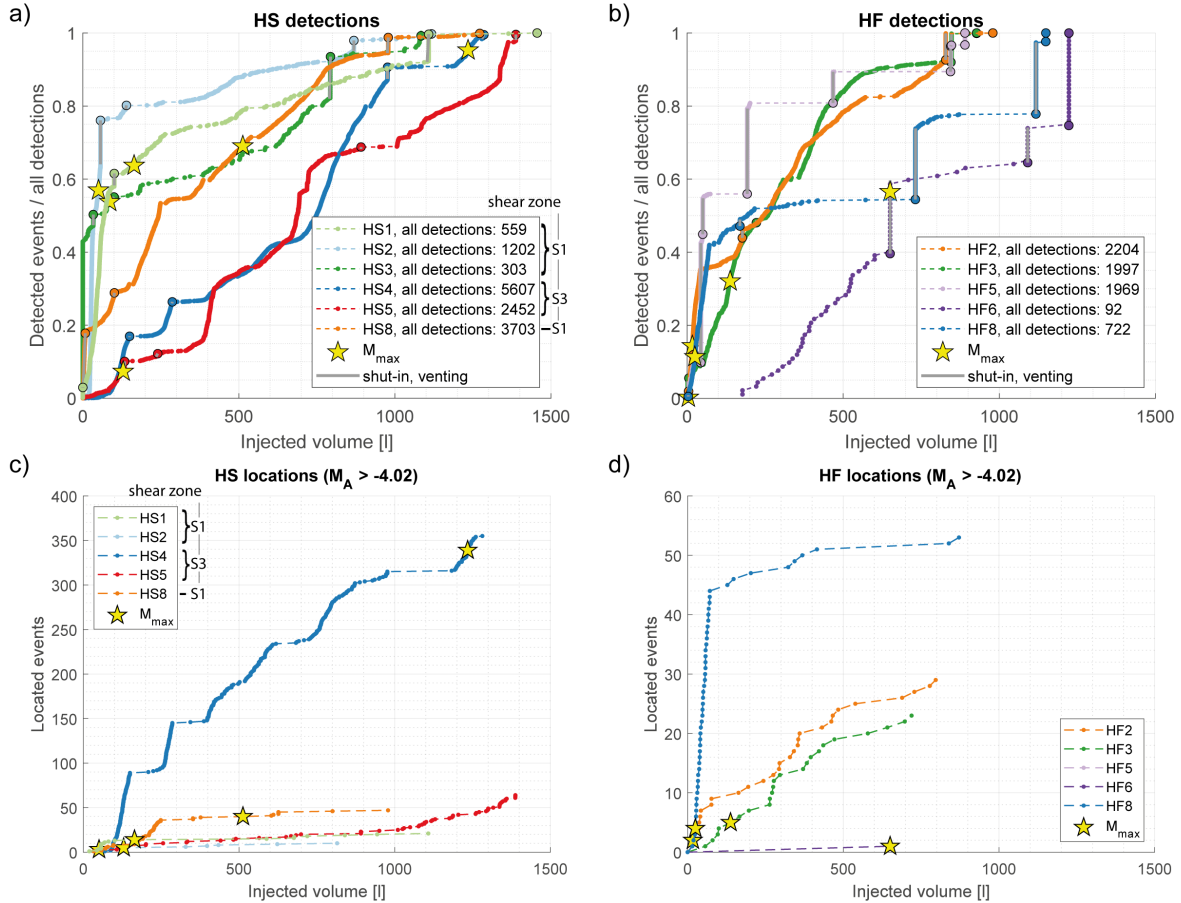 a)
HS detections
Detected events / all detections
1
0.8
0.6
0.4
0.2
0
0
500
1000
1500
Injected volume [l]
shear zone
HS1, all detections: 559
HS2, all detections: 1202
HS3, all detections: 303
HS4, all detections: 5607
HS5, all detections: 2452
HS8, all detections: 3703
S1
S3
S1
Mmax
shut-in, venting
b)
HF detections
Detected events / all detections
1
0.8
0.6
0.4
0.2
0
0
500
1000
1500
Injected volume [l]
HF2, all detections: 2204
HF3, all detections: 1997
HF5, all detections: 1969
HF6, all detections: 92
HF8, all detections: 722
Mmax
shut-in, venting
c)
HS locations (MA > -4.02)
shear zone
Located events
400
350
300
250
200
150
100
50
0
0
500
1000
1500
Injected volume [l]
HS1
HS2
HS4
HS5
HS8
S1
S3
S1
Mmax
d)
HF locations (MA > -4.02)
Located events
60
50
40
30
20
10
0
0
500
1000
1500
Injected volume [l]
HF2
HF3
HF5
HF6
HF8
Mmax